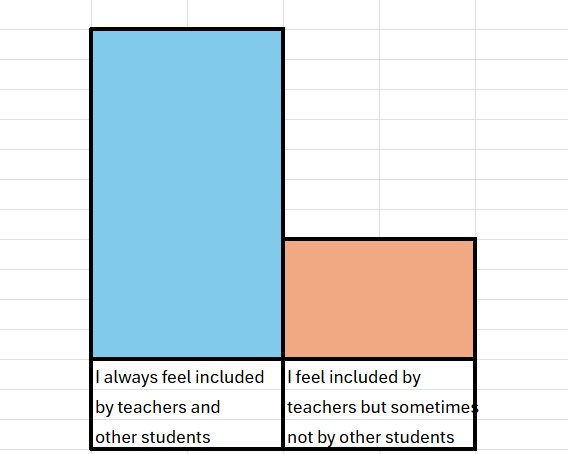 I always feel included
by teachers and
other students
I feel included by
teachers but sometimes
not by other students